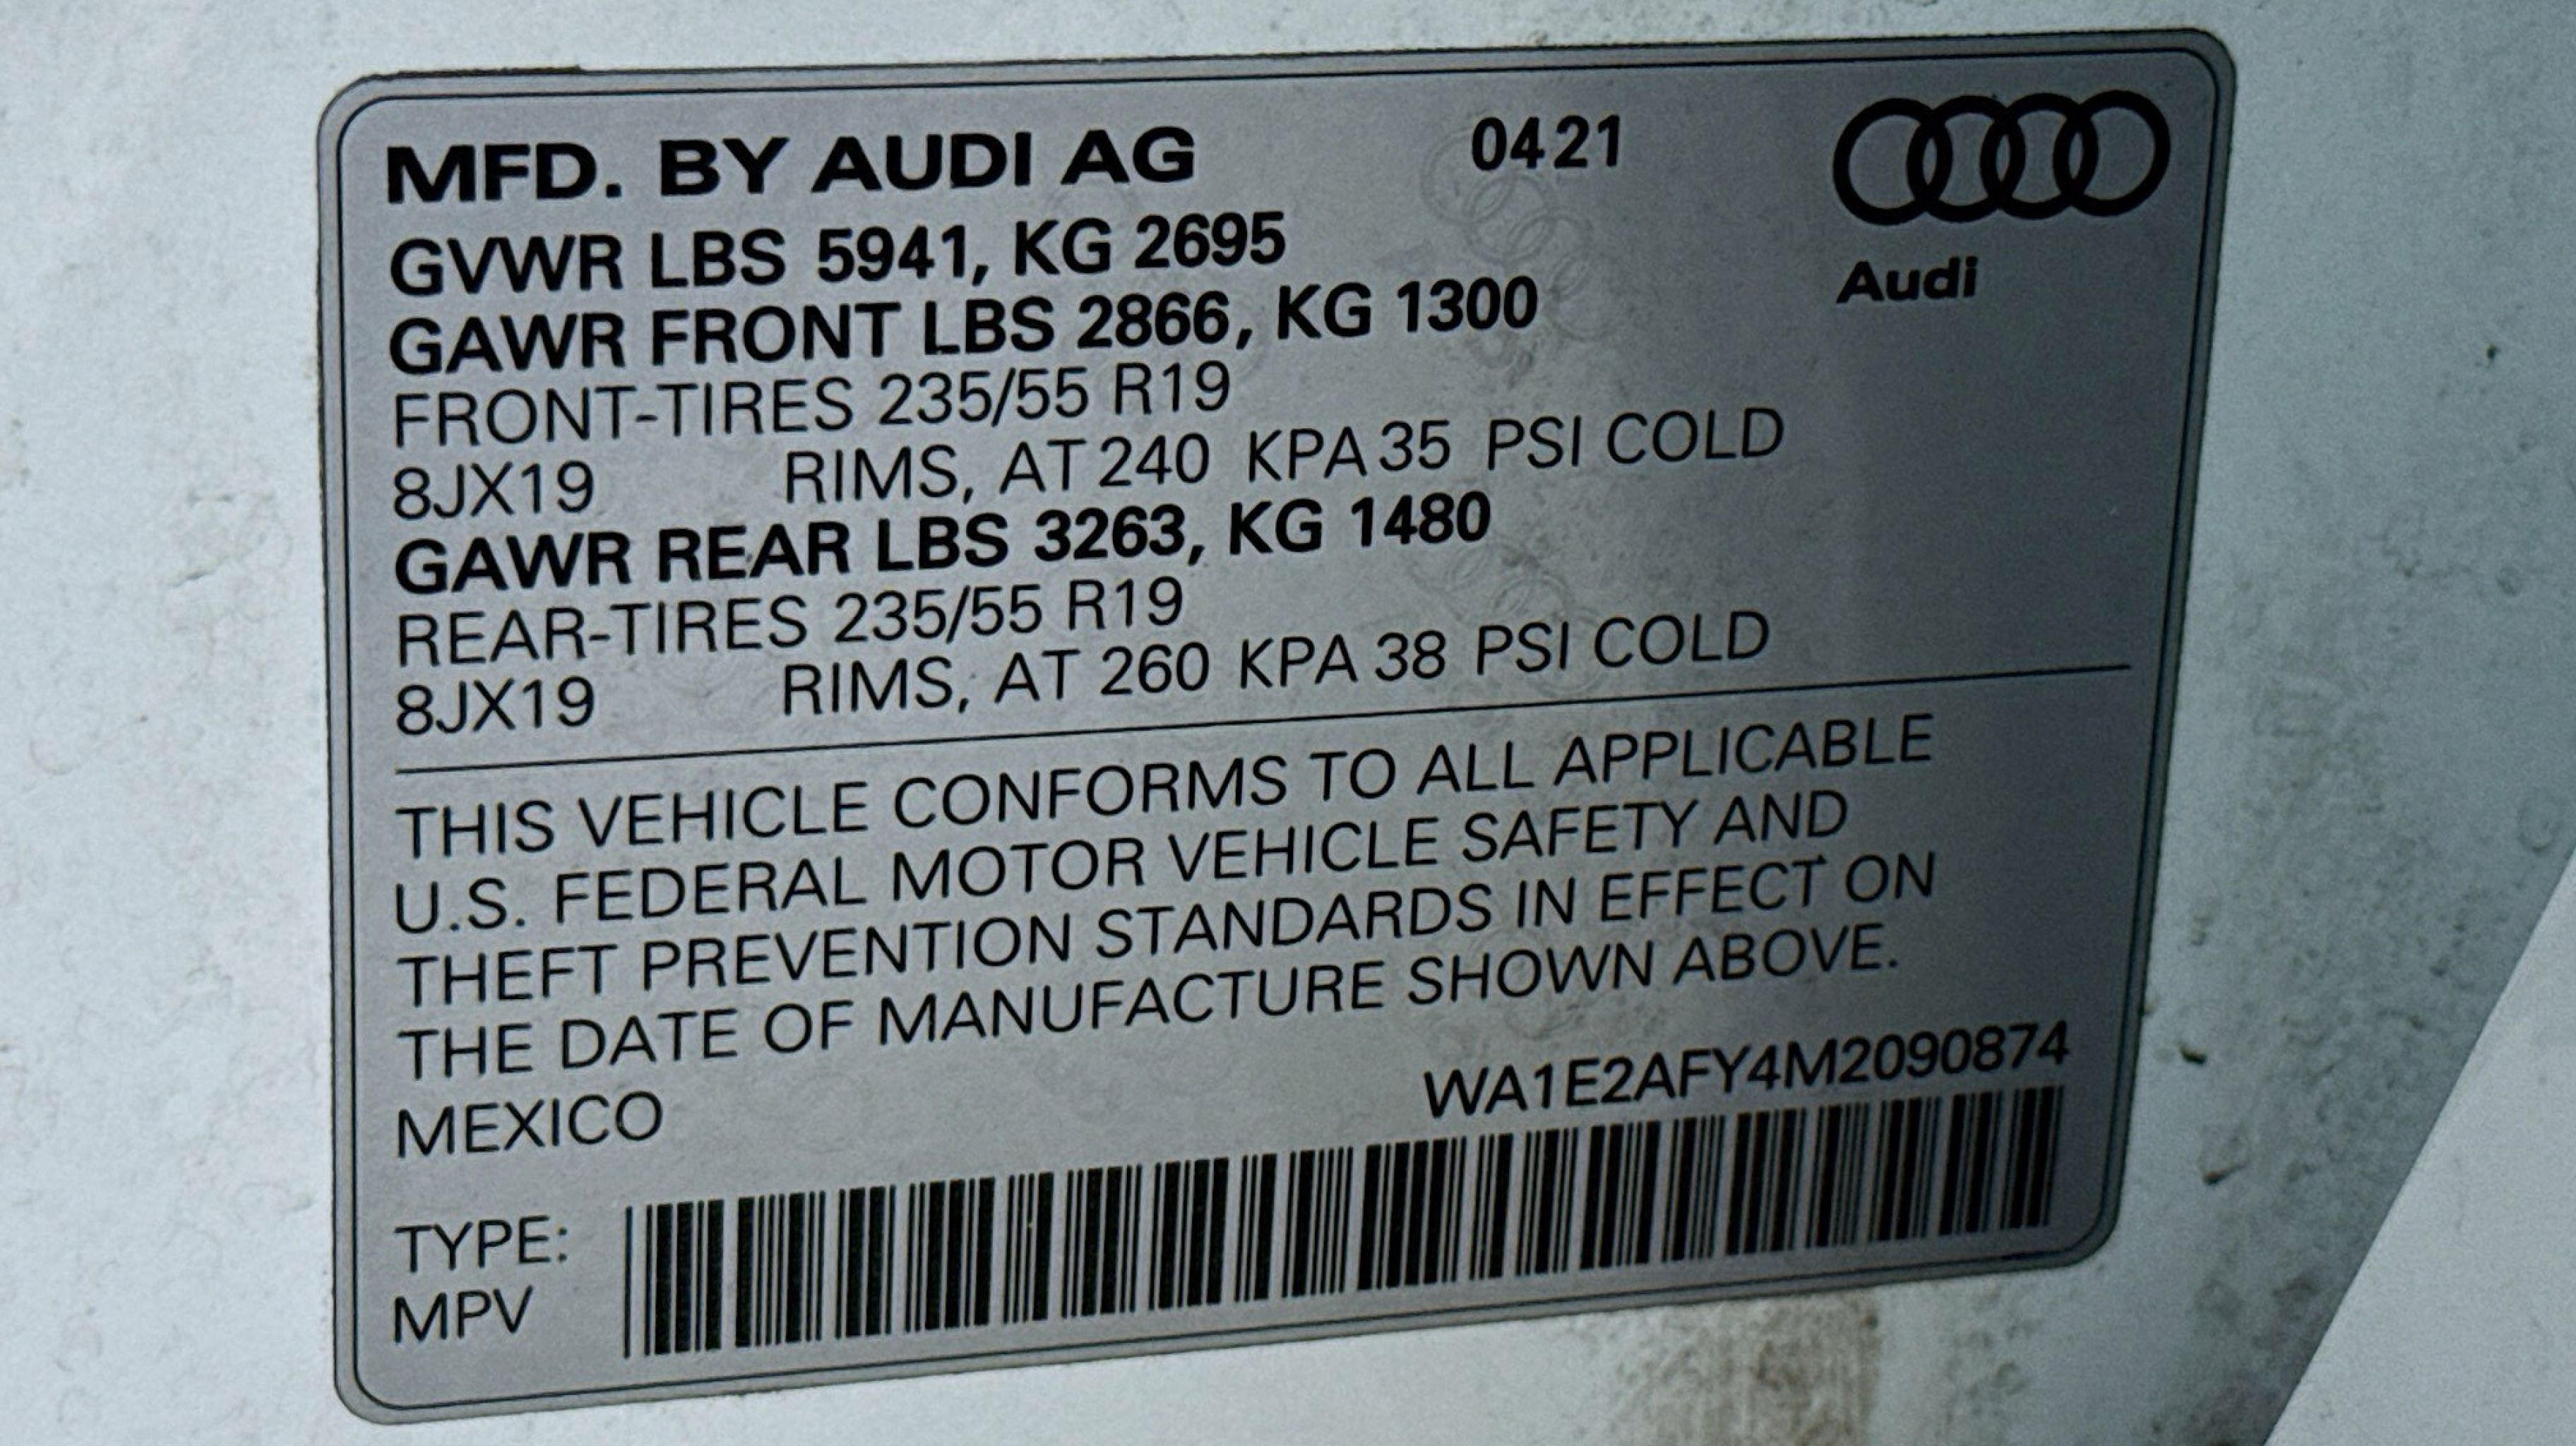 MFD. BY AUDI AG 0421
Audi
GVWR LBS 5941, KG 2695
GAWR FRONT LBS 2866, KG 1300
FRONT-TIRES 235/55 R19
8JX19 RIMS, AT 240 KPA 35 PSI COLD
GAWR REAR LBS 3263, KG 1480
REAR-TIRES 235/55 R19
8JX19 RIMS, AT 260 KPA 38 PSI COLD
THIS VEHICLE CONFORMS TO ALL APPLICABLE
U.S. FEDERAL MOTOR VEHICLE SAFETY AND
THEFT PREVENTION STANDARDS IN EFFECT ON
THE DATE OF MANUFACTURE SHOWN ABOVE.
MEXICO WA1E2AFY4M2090874
TYPE:
MPV